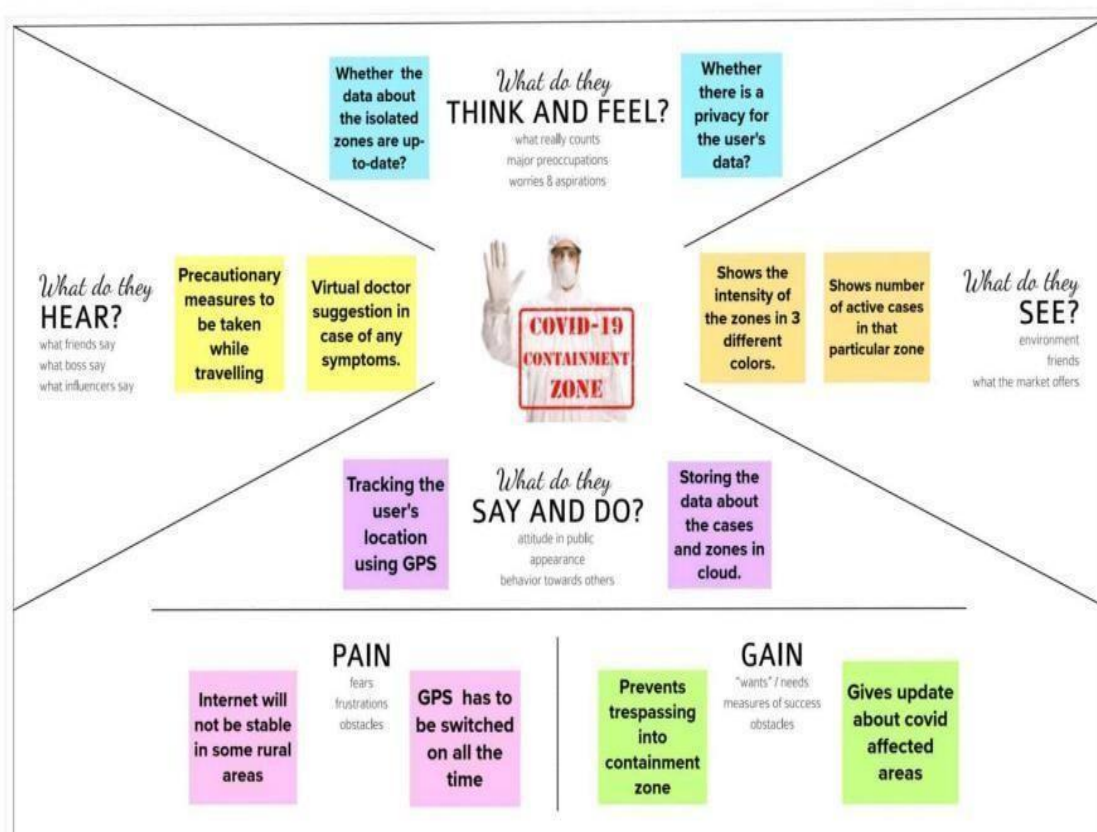 Whether the
data about
the isolated
zones are up-
to-date?
What do they
THINK AND FEEL?
what really counts
major preoccupations
worries & aspirations
Whether
there is a
privacy for
the user's
data?
What do they
HEAR?
what friends say
what boss say
what influencers say
Precautionary
measures to
be taken
while
travelling
Virtual doctor
suggestion in
case of any
symptoms.
COVID-19
CONTAINMENT
ZONE
Shows the
intensity of
the zones in 3
different
colors.
Shows number
of active cases
in that
particular zone
What do they
SEE?
environment
friends
what the market offers
Tracking the
user's
location
using GPS
What do they
SAY AND DO?
attitude in public
appearance
behavior towards others
Storing the
data about
the cases
and zones in
cloud.
PAIN
fears
frustrations
obstacles
Internet will
not be stable
in some rural
areas
GPS has to
be switched
on all the
time
GAIN
"wants" / needs
measures of success
obstacles
Prevents
trespassing
into
containment
zone
Gives update
about covid
affected
areas